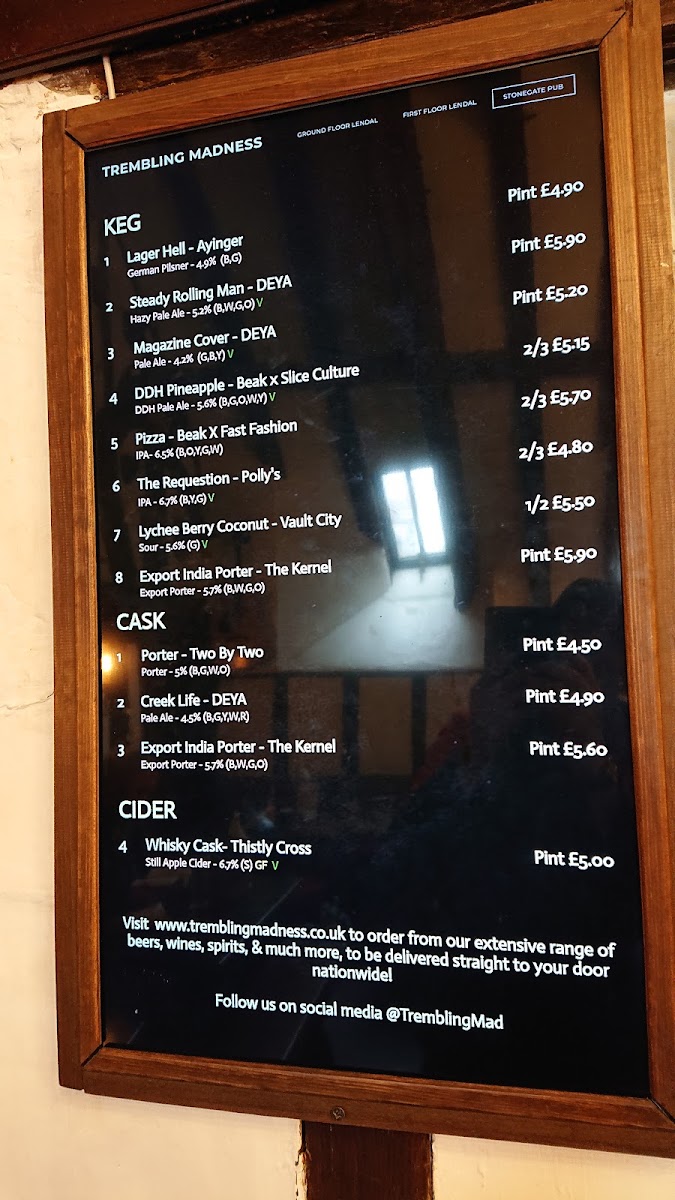 TREMBLING MADNESS
GROUND FLOOR LENDAL
FIRST FLOOR LENDAL
STONEGATE PUB
KEG
1 Lager Hell - Ayinger Pint £4.90
German Pilsner - 4.9% (B,G)
2 Steady Rolling Man - DEYA Pint £5.90
Hazy Pale Ale - 5.2% (B,W,G,O) V
3 Magazine Cover - DEYA Pint £5.20
Pale Ale - 4.2% (G,B,Y) V
4 DDH Pineapple - Beak x Slice Culture 2/3 £5.15
DDH Pale Ale - 5.6% (B,G,O,W,Y) V
5 Pizza - Beak X Fast Fashion 2/3 £5.70
IPA- 6.5% (B,O,Y,G,W)
6 The Requestion - Polly's 2/3 £4.80
IPA - 6.7% (B,Y,G) V
7 Lychee Berry Coconut - Vault City 1/2 £5.50
Sour - 5.6% (G) V
8 Export India Porter - The Kernel Pint £5.90
Export Porter - 5.7% (B,W,G,O)
CASK
1 Porter - Two By Two Pint £4.50
Porter - 5% (B,G,W,O)
2 Creek Life - DEYA Pint £4.90
Pale Ale - 4.5% (B,G,Y,W,R)
3 Export India Porter - The Kernel Pint £5.60
Export Porter - 5.7% (B,W,G,O)
CIDER
4 Whisky Cask- Thistly Cross Pint £5.00
Still Apple Cider - 6.7% (S) GF V
Visit www.tremblingmadness.co.uk to order from our extensive range of
beers, wines, spirits, & much more, to be delivered straight to your door
nationwide!
Follow us on social media @TremblingMad